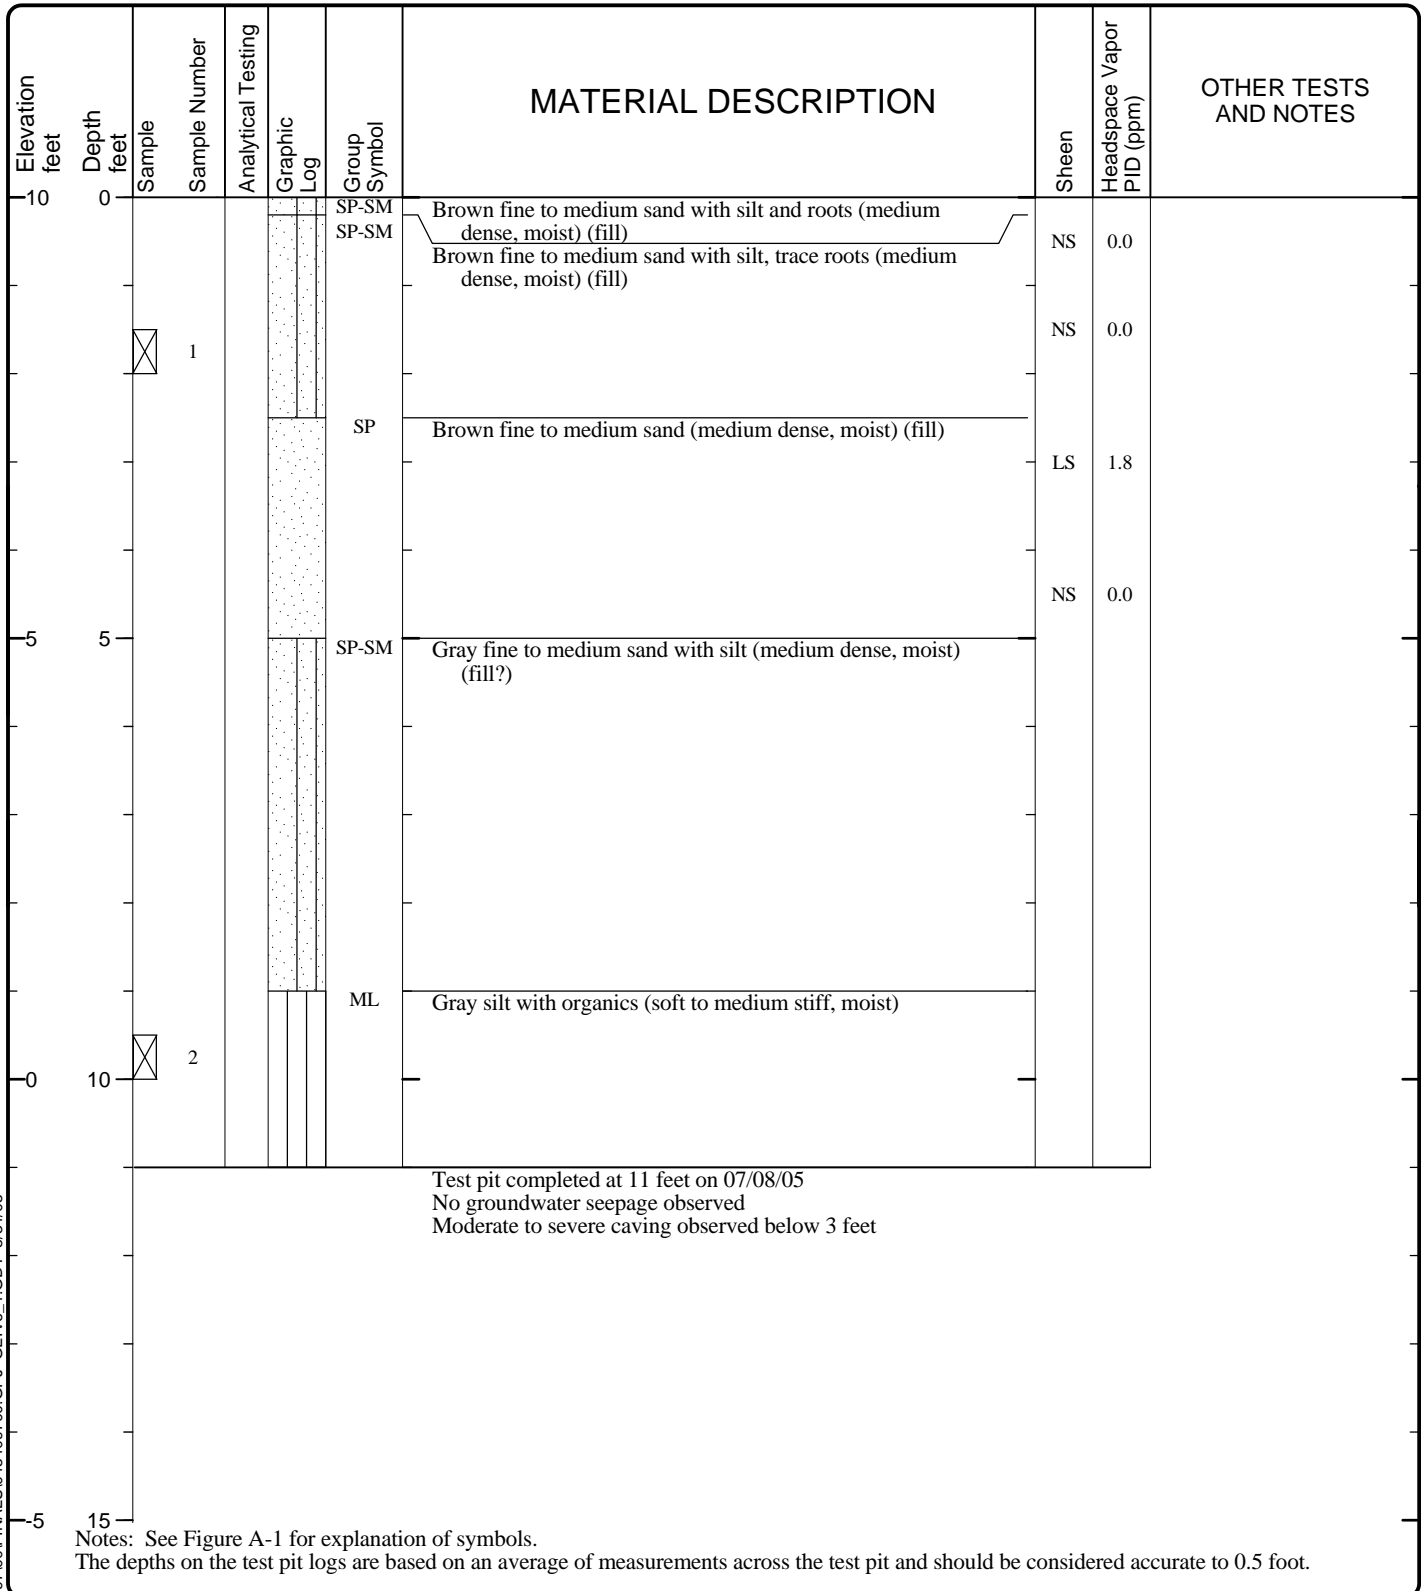 Elevation
feet
Depth
feet
Sample
Sample Number
Analytical Testing
Graphic
Log
Group
Symbol
MATERIAL DESCRIPTION
Sheen
Headspace Vapor
PID (ppm)
OTHER TESTS
AND NOTES
10 0
SP-SM Brown fine to medium sand with silt and roots (medium
dense, moist) (fill)
SP-SM Brown fine to medium sand with silt, trace roots (medium
dense, moist) (fill)
NS 0.0
1 NS 0.0
SP Brown fine to medium sand (medium dense, moist) (fill)
LS 1.8
NS 0.0
5 5
SP-SM Gray fine to medium sand with silt (medium dense, moist)
(fill?)
ML Gray silt with organics (soft to medium stiff, moist)
2
0 10
Test pit completed at 11 feet on 07/08/05
No groundwater seepage observed
Moderate to severe caving observed below 3 feet
-5 15
Notes: See Figure A-1 for explanation of symbols.
The depths on the test pit logs are based on an average of measurements across the test pit and should be considered accurate to 0.5 foot.